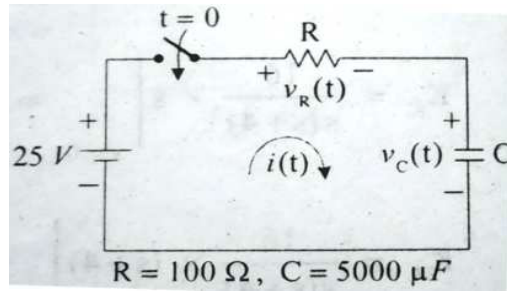 t = 0
R
+ −
v_R(t)
+
+
25 V
i(t)
v_C(t)
C
−
−
R = 100 Ω, C = 5000 μF